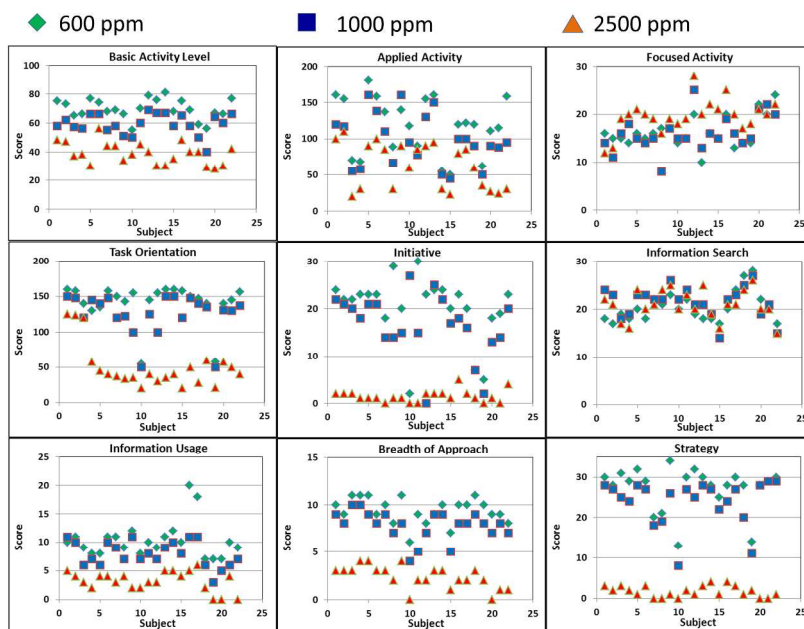 600 ppm 1000 ppm 2500 ppm
Basic Activity Level
Score
100
80
60
40
20
0
0 5 10 15 20 25
Subject
Applied Activity
Score
200
150
100
50
0
0 5 10 15 20 25
Subject
Focused Activity
Score
30
20
10
0
0 5 10 15 20 25
Subject
Task Orientation
Score
200
150
100
50
0
0 5 10 15 20 25
Subject
Initiative
Score
30
20
10
0
0 5 10 15 20 25
Subject
Information Search
Score
30
20
10
0
0 5 10 15 20 25
Subject
Information Usage
Score
25
20
15
10
5
0
0 5 10 15 20 25
Subject
Breadth of Approach
Score
15
10
5
0
0 5 10 15 20 25
Subject
Strategy
Score
30
20
10
0
0 5 10 15 20 25
Subject